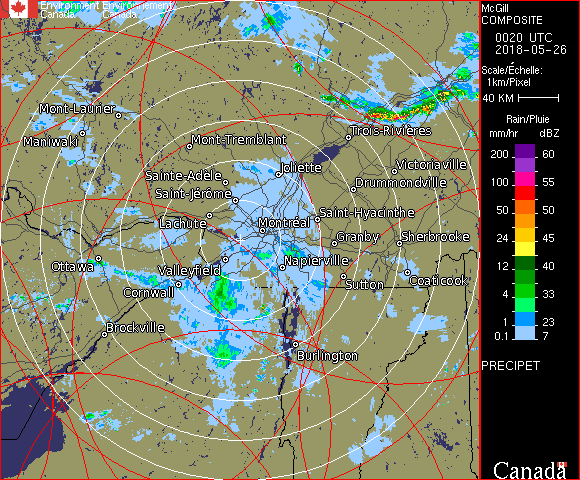 Environment Environnement
Canada Canada
McGill
COMPOSITE
0020 UTC
2018-05-26
Scale/Échelle:
1km/Pixel
40 KM
Rain/Pluie
mm/hr dBZ
200 60
100 55
50 50
24 45
12 40
4 33
1 23
0.1 7
PRECIPET
Canada
Mont-Laurier
Maniwaki
Mont-Tremblant
Trois-Rivières
Joliette
Victoriaville
Sainte-Adèle
Drummondville
Saint-Jérôme
Saint-Hyacinthe
Lachute
Montréal
Granby
Sherbrooke
Ottawa
Valleyfield
Napierville
Sutton
Coaticook
Cornwall
Brockville
Burlington